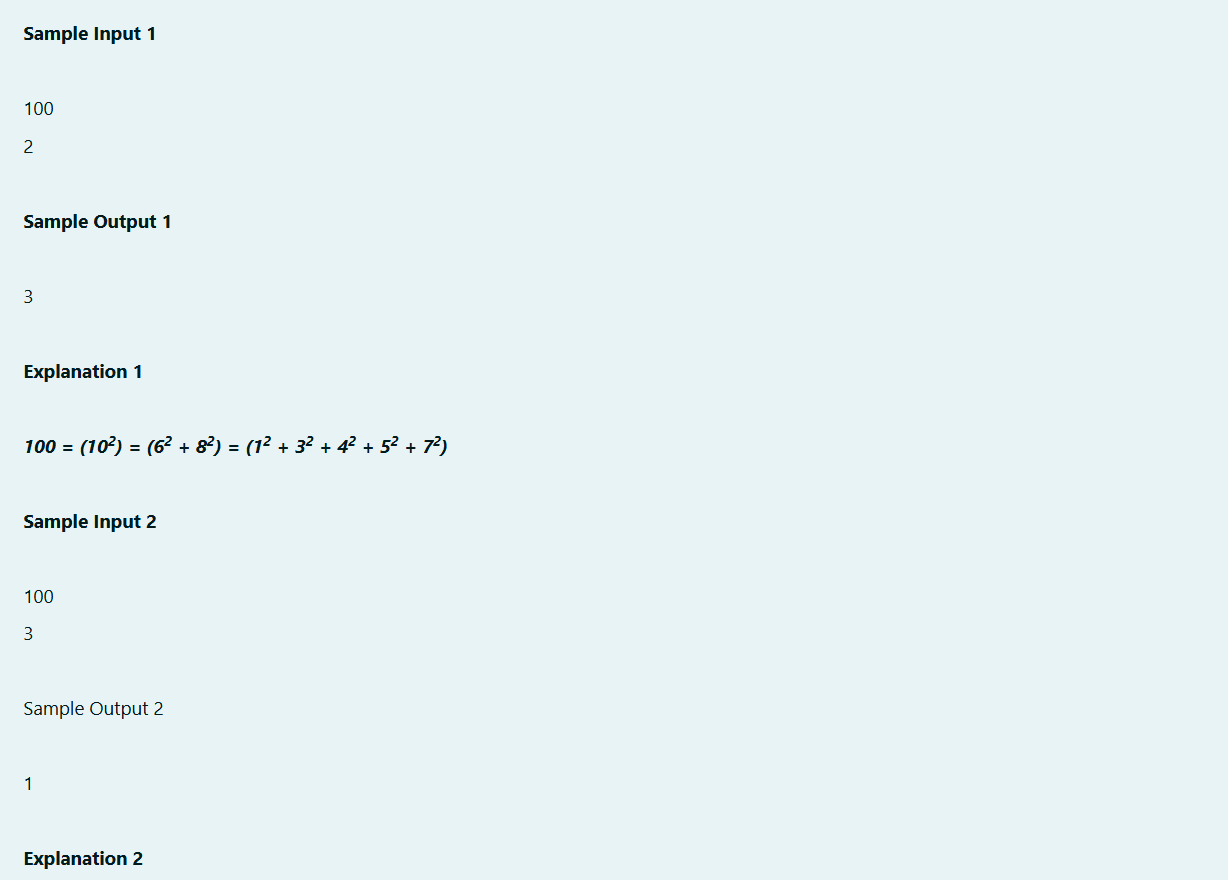 Sample Input 1
100
2
Sample Output 1
3
Explanation 1
100 = (10²) = (6² + 8²) = (1² + 3² + 4² + 5² + 7²)
Sample Input 2
100
3
Sample Output 2
1
Explanation 2